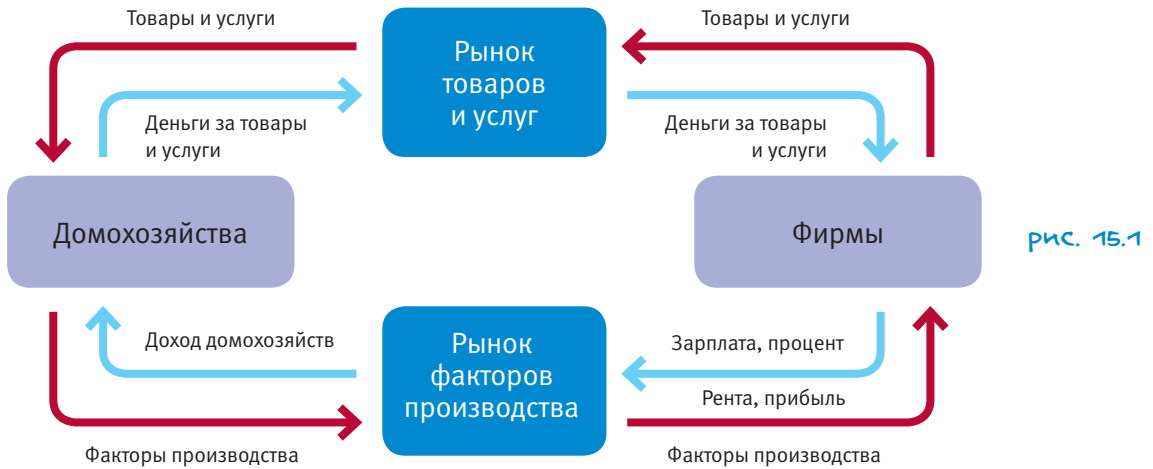 Товары и услуги
Товары и услуги
Рынок
товаров
и услуг
Деньги за товары
и услуги
Деньги за товары
и услуги
Домохозяйства
Фирмы
рис. 15.1
Доход домохозяйств
Рынок
факторов
производства
Зарплата, процент
Рента, прибыль
Факторы производства
Факторы производства